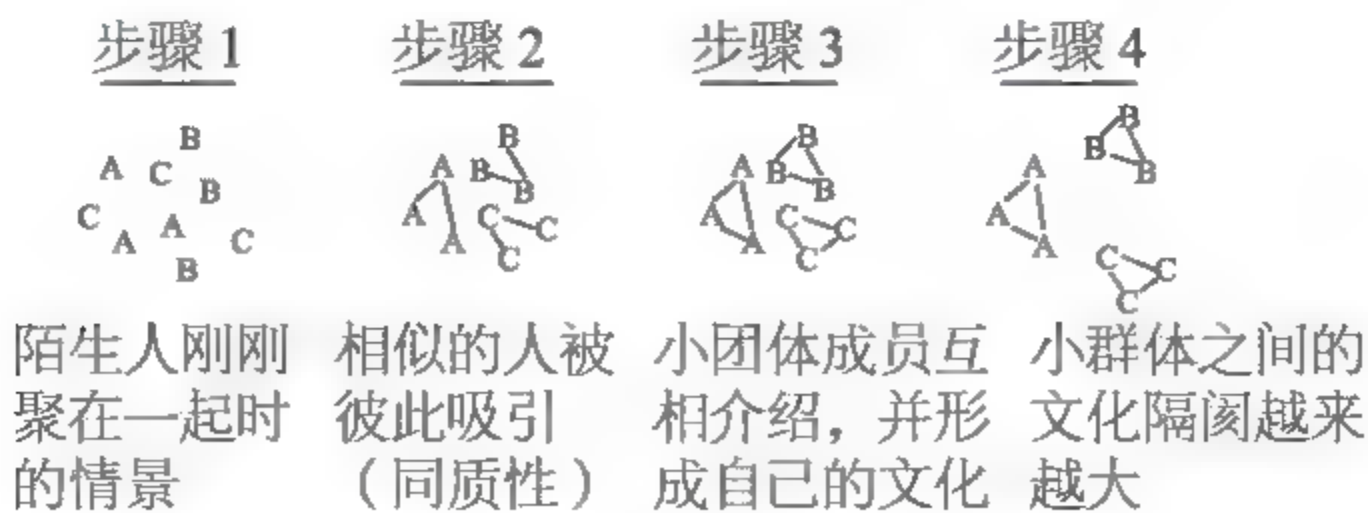 步骤 1 步骤 2 步骤 3 步骤 4
B B B B
A C B A B A B A B
C A B A B A B A B
A C C C C C C A
B A C A C C C
C
陌生人刚刚 相似的人被 小团体成员互 小群体之间的
聚在一起时 彼此吸引 相介绍，并形 文化隔阂越来
的情景 （同质性） 成自己的文化 越大